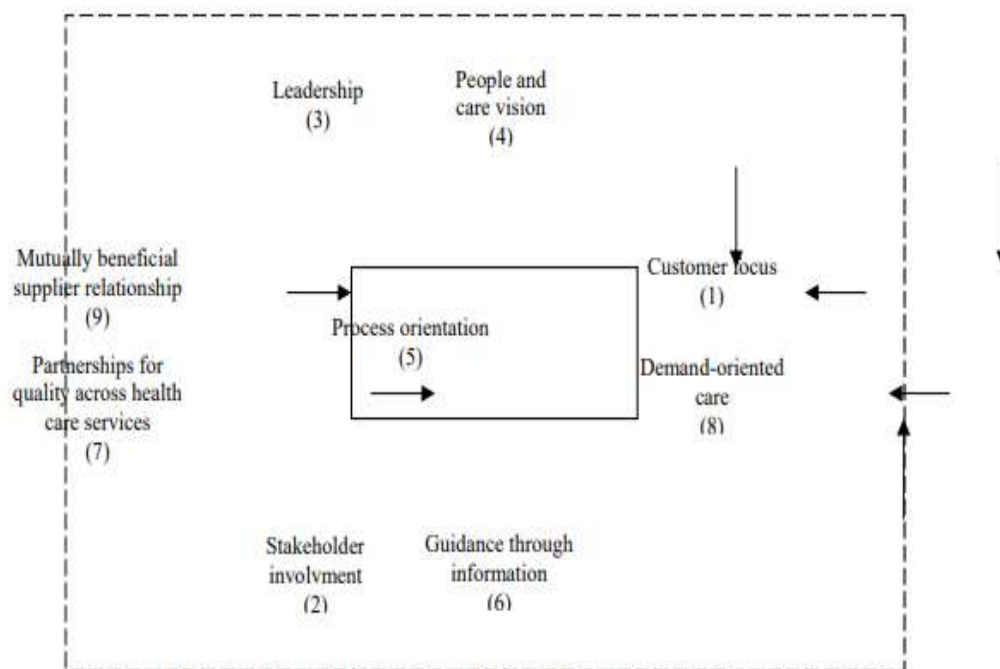 Leadership
(3)
People and
care vision
(4)
Mutually beneficial
supplier relationship
(9)
Customer focus
(1)
Process orientation
(5)
Partnerships for
quality across health
care services
(7)
Demand-oriented
care
(8)
Stakeholder
involvment
(2)
Guidance through
information
(6)